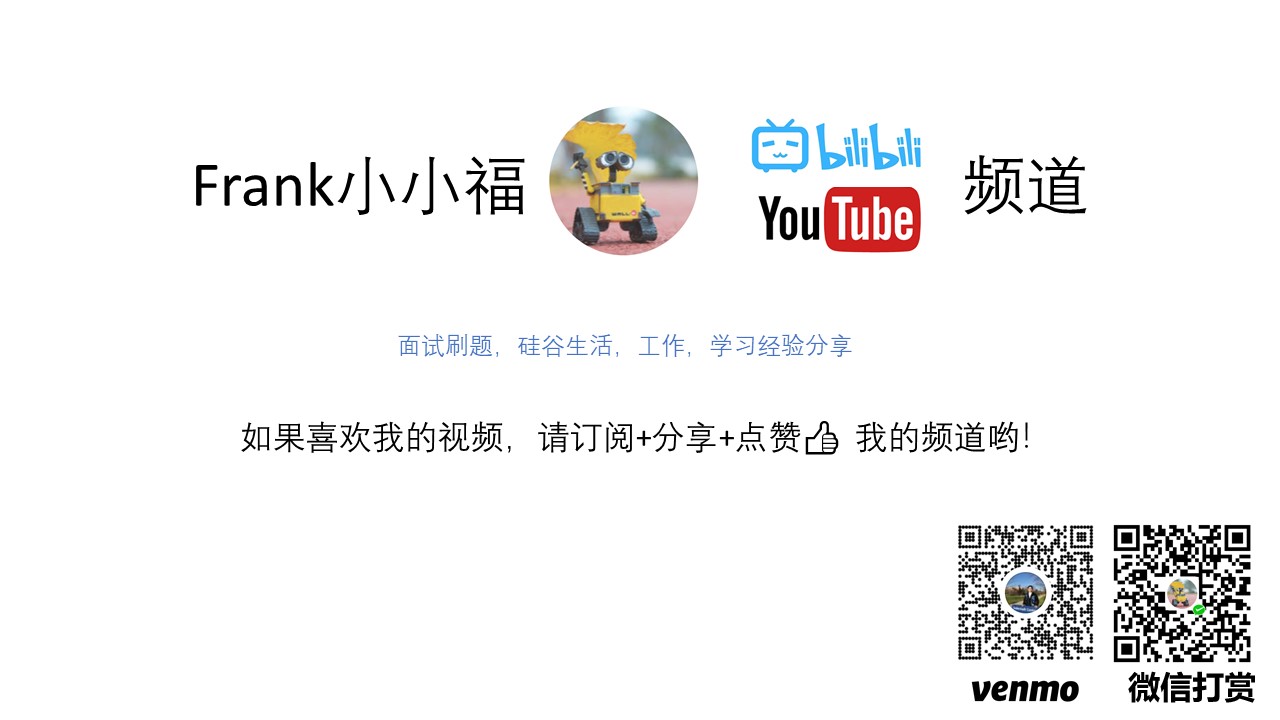 Frank小小福
bilibili
YouTube
频道
WALL·E
面试刷题，硅谷生活，工作，学习经验分享
如果喜欢我的视频，请订阅+分享+点赞 我的频道哟！
venmo
微信打赏